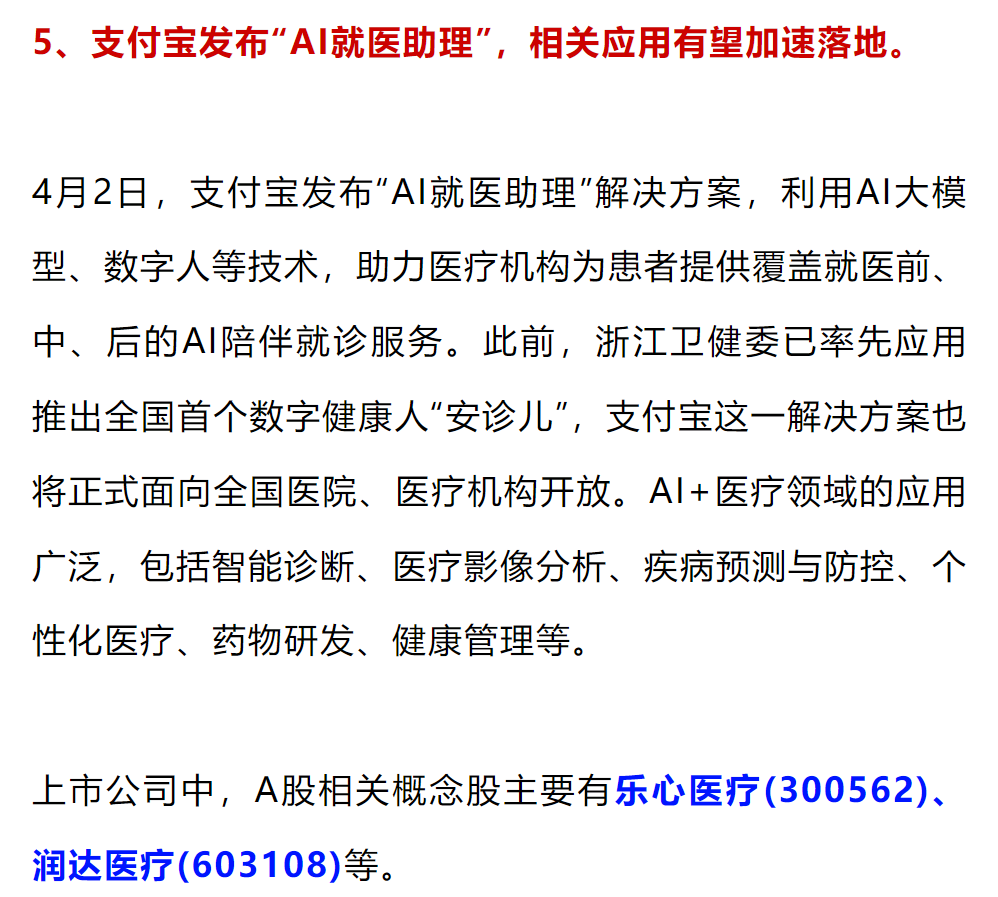 5、支付宝发布“AI就医助理”，相关应用有望加速落地。
4月2日，支付宝发布“AI就医助理”解决方案，利用AI大模
型、数字人等技术，助力医疗机构为患者提供覆盖就医前、
中、后的AI陪伴就诊服务。此前，浙江卫健委已率先应用
推出全国首个数字健康人“安诊儿”，支付宝这一解决方案也
将正式面向全国医院、医疗机构开放。AI+医疗领域的应用
广泛，包括智能诊断、医疗影像分析、疾病预测与防控、个
性化医疗、药物研发、健康管理等。
上市公司中，A股相关概念股主要有乐心医疗(300562)、
润达医疗(603108)等。